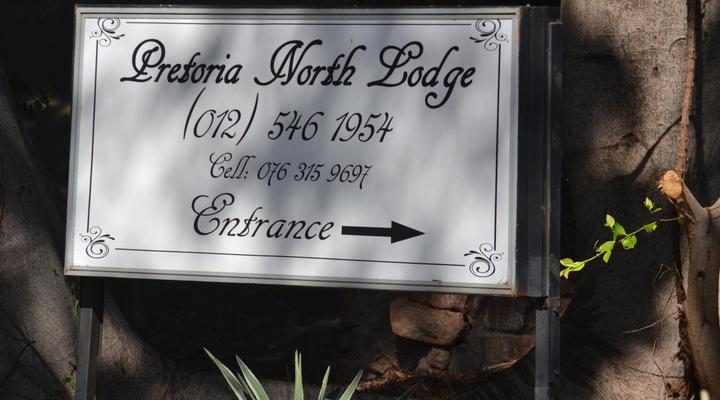 Pretoria North Lodge
(012) 546 1954
Cell: 076 315 9697
Entrance